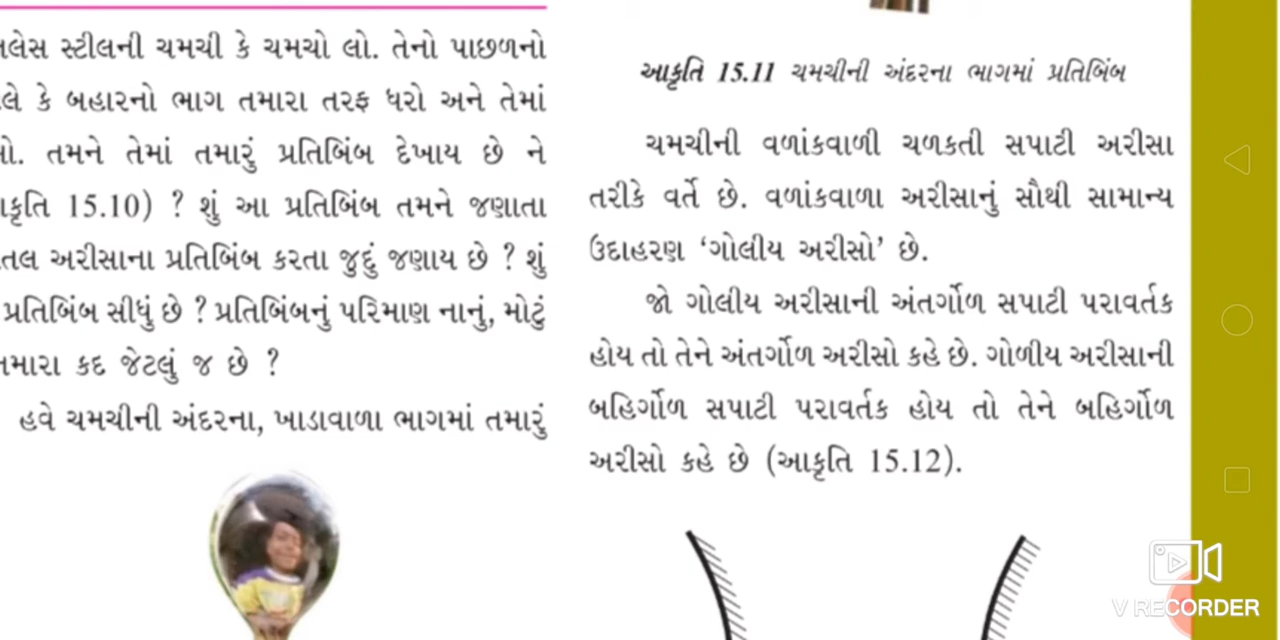 સ્ટીલની ચમચી કે ચમચો લો. તેનો પાછળનો
કે બહારનો ભાગ તમારા તરફ ધરો અને તેમાં
તમને તેમાં તમારું પ્રતિબિંબ દેખાય છે ને
15.10) ? શું આ પ્રતિબિંબ તમને જણાતા
અરીસાના પ્રતિબિંબ કરતા જુદું જણાય છે ? શું
પ્રતિબિંબ સીધું છે ? પ્રતિબિંબનું પરિમાણ નાનું, મોટું
કદ જેટલું જ છે ?
હવે ચમચીની અંદરના, ખાડાવાળા ભાગમાં તમારું
આકૃતિ 15.11 ચમચીની અંદરના ભાગમાં પ્રતિબિંબ
ચમચીની વળાંકવાળી ચળકતી સપાટી અરીસા
તરીકે વર્તે છે. વળાંકવાળા અરીસાનું સૌથી સામાન્ય
ઉદાહરણ ‘ગોલીય અરીસો’ છે.
જો ગોલીય અરીસાની અંતર્ગોળ સપાટી પરાવર્તક
હોય તો તેને અંતર્ગોળ અરીસો કહે છે. ગોળીય અરીસાની
બહિર્ગોળ સપાટી પરાવર્તક હોય તો તેને બહિર્ગોળ
અરીસો કહે છે (આકૃતિ 15.12).
V RECORDER